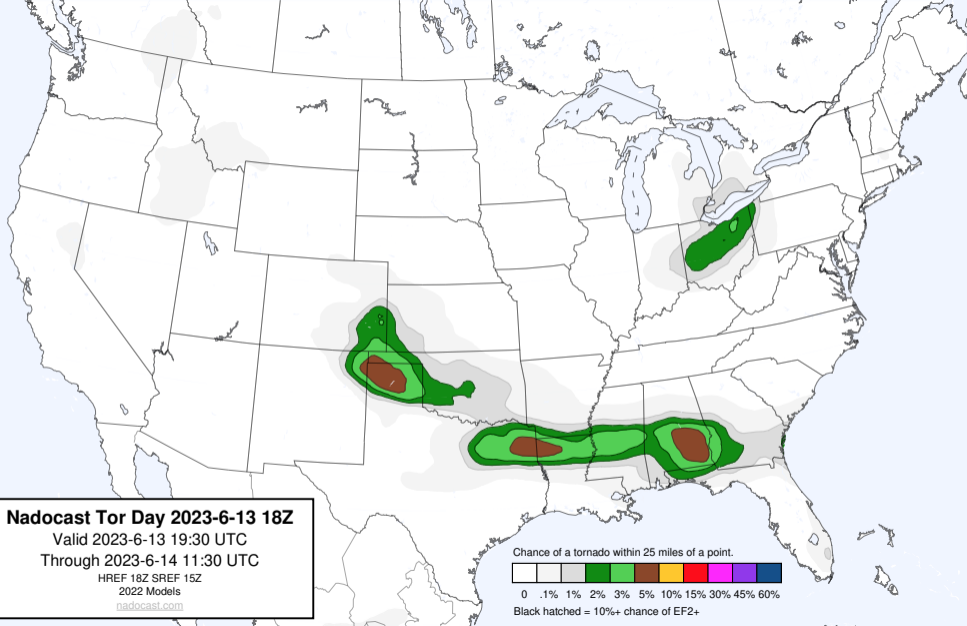 Nadocast Tor Day 2023-6-13 18Z
Valid 2023-6-13 19:30 UTC
Through 2023-6-14 11:30 UTC
HREF 18Z SREF 15Z
2022 Models
nadocast.com
Chance of a tornado within 25 miles of a point.
0 .1% 1% 2% 3% 5% 10% 15% 30% 45% 60%
Black hatched = 10%+ chance of EF2+